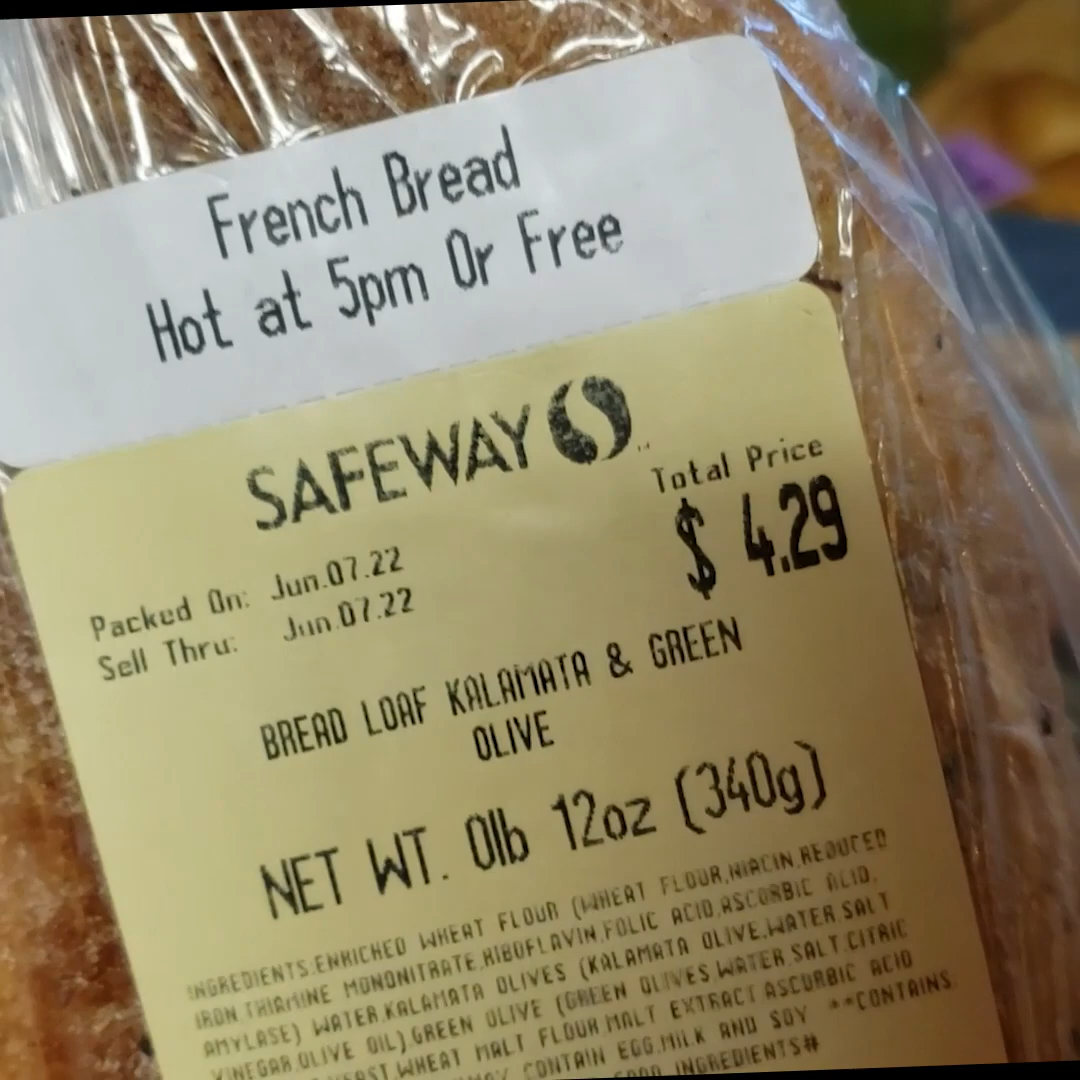 French Bread
Hot at 5pm Or Free
SAFEWAY
Total Price
$ 4.29
Packed On: Jun.07.22
Sell Thru: Jun.07.22
BREAD LOAF KALAMATA & GREEN
OLIVE
NET WT. 0lb 12oz (340g)
INGREDIENTS:ENRICHED WHEAT FLOUR (WHEAT FLOUR,NIACIN,REDUCED
IRON,THIAMINE MONONITRATE,RIBOFLAVIN,FOLIC ACID,ASCORBIC ACID,
AMYLASE) WATER,KALAMATA OLIVES (KALAMATA OLIVE,WATER SALT
VINEGAR,OLIVE OIL),GREEN OLIVE (GREEN OLIVES,WATER,SALT,CITRIC
WHEAT MALT FLOUR,MALT EXTRACT ASCORBIC ACID
CONTAIN EGG,MILK AND SOY **CONTAINS
INGREDIENTS#